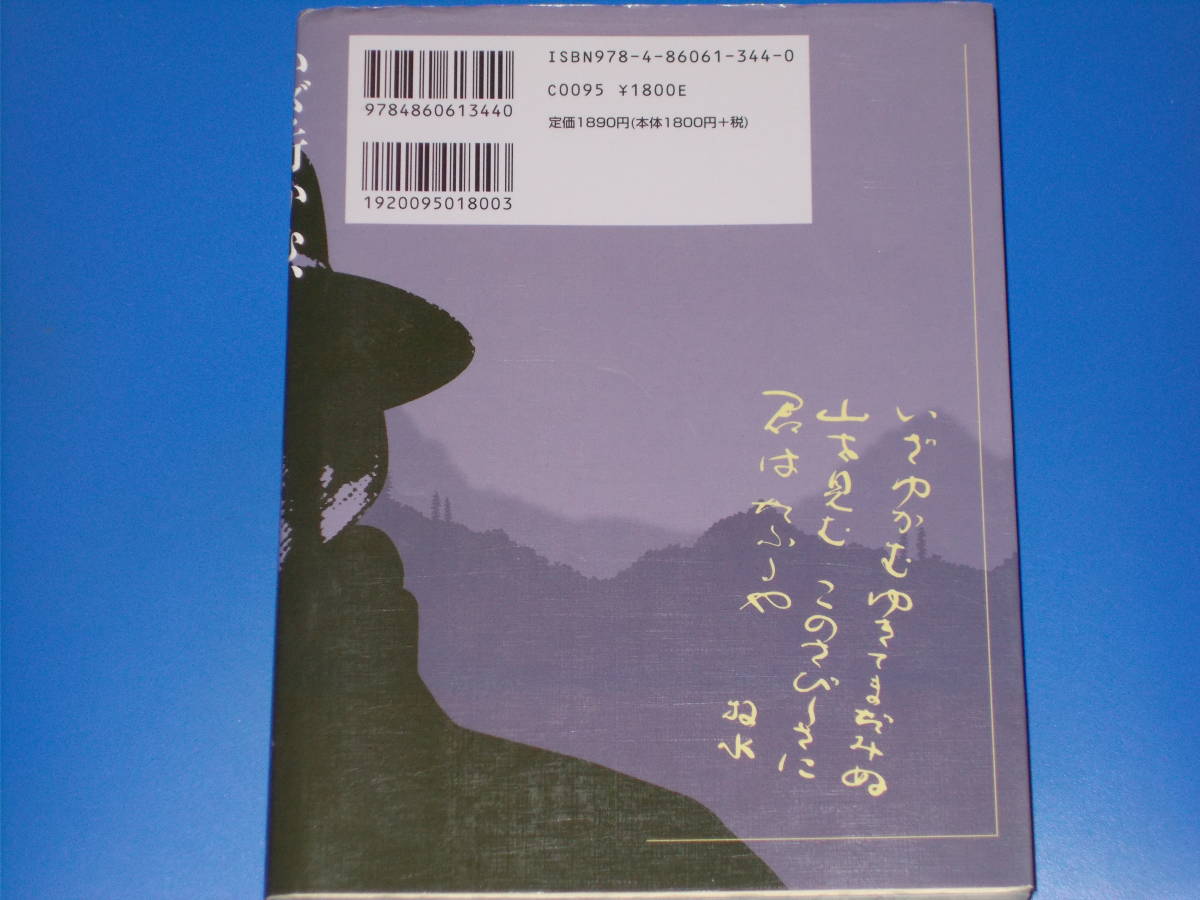 ISBN978-4-86061-344-0
C0095 ¥1800E
定価1890円(本体1800円+税)
9784860613440
1920095018003
いざゆかむゆきてまだみぬ
山を見む このさびしさに
君はたふるや
牧水